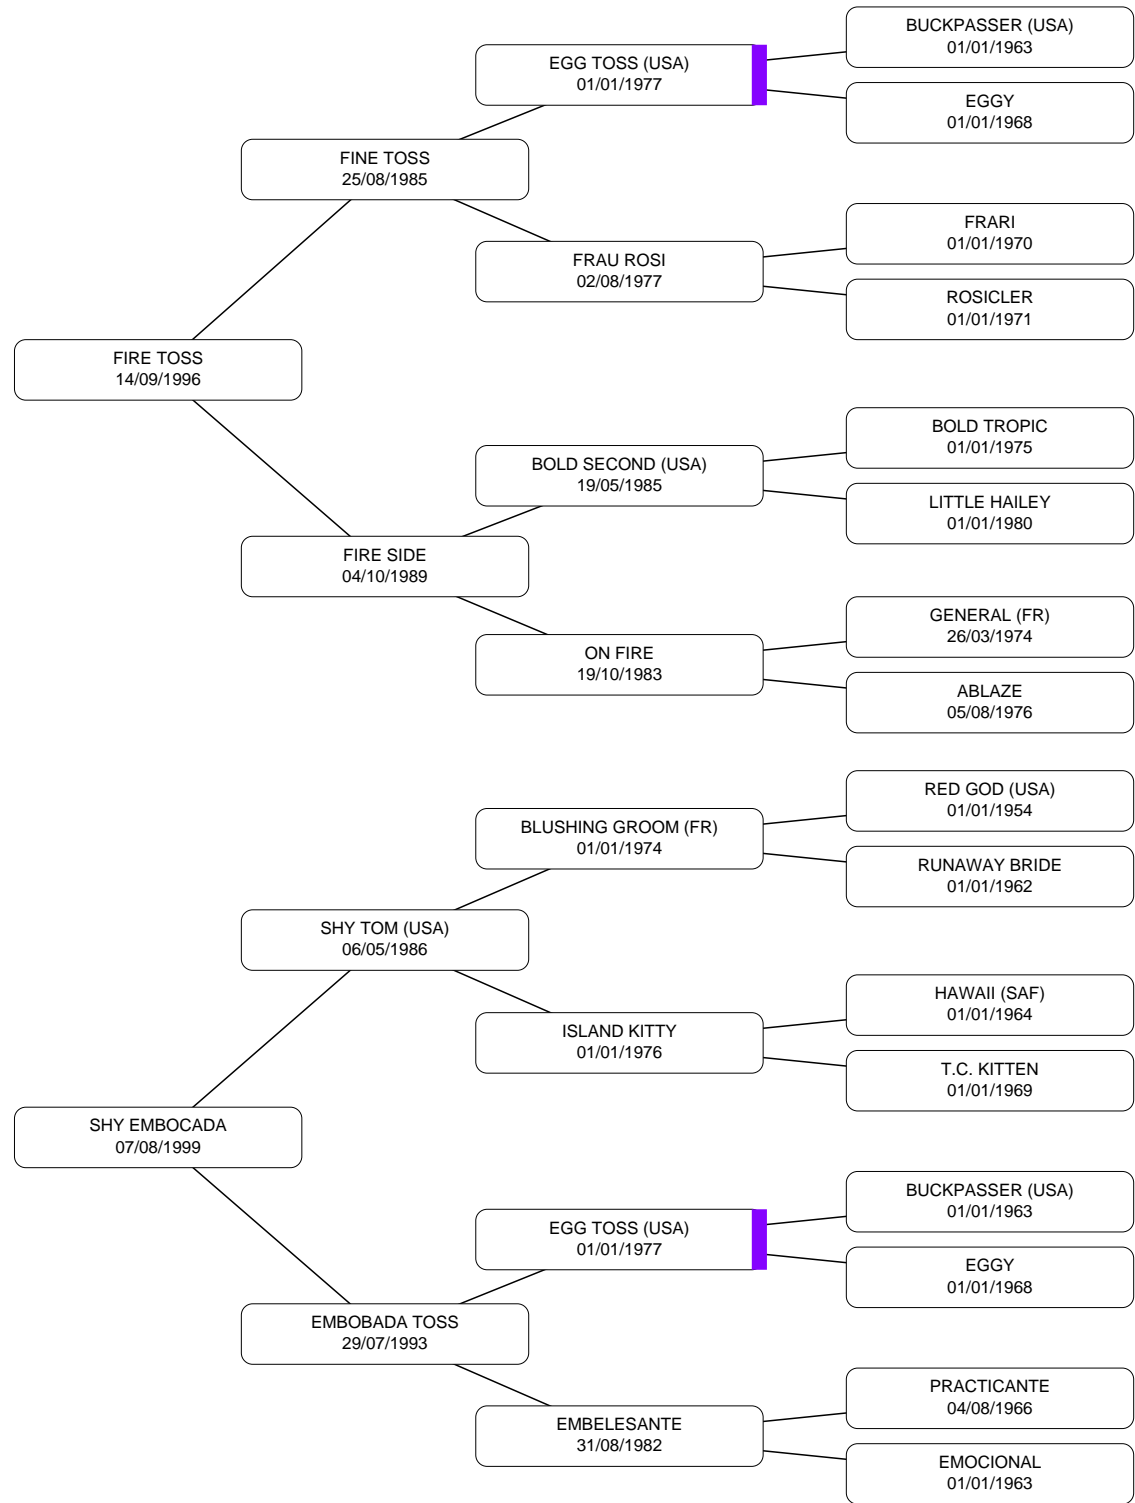 BUCKPASSER (USA)
01/01/1963
EGG TOSS (USA)
01/01/1977
EGGY
01/01/1968
FINE TOSS
25/08/1985
FRARI
01/01/1970
FRAU ROSI
02/08/1977
ROSICLER
01/01/1971
FIRE TOSS
14/09/1996
BOLD TROPIC
01/01/1975
BOLD SECOND (USA)
19/05/1985
LITTLE HAILEY
01/01/1980
FIRE SIDE
04/10/1989
GENERAL (FR)
26/03/1974
ON FIRE
19/10/1983
ABLAZE
05/08/1976
RED GOD (USA)
01/01/1954
BLUSHING GROOM (FR)
01/01/1974
RUNAWAY BRIDE
01/01/1962
SHY TOM (USA)
06/05/1986
HAWAII (SAF)
01/01/1964
ISLAND KITTY
01/01/1976
T.C. KITTEN
01/01/1969
SHY EMBOCADA
07/08/1999
BUCKPASSER (USA)
01/01/1963
EGG TOSS (USA)
01/01/1977
EGGY
01/01/1968
EMBOBADA TOSS
29/07/1993
PRACTICANTE
04/08/1966
EMBELESANTE
31/08/1982
EMOCIONAL
01/01/1963